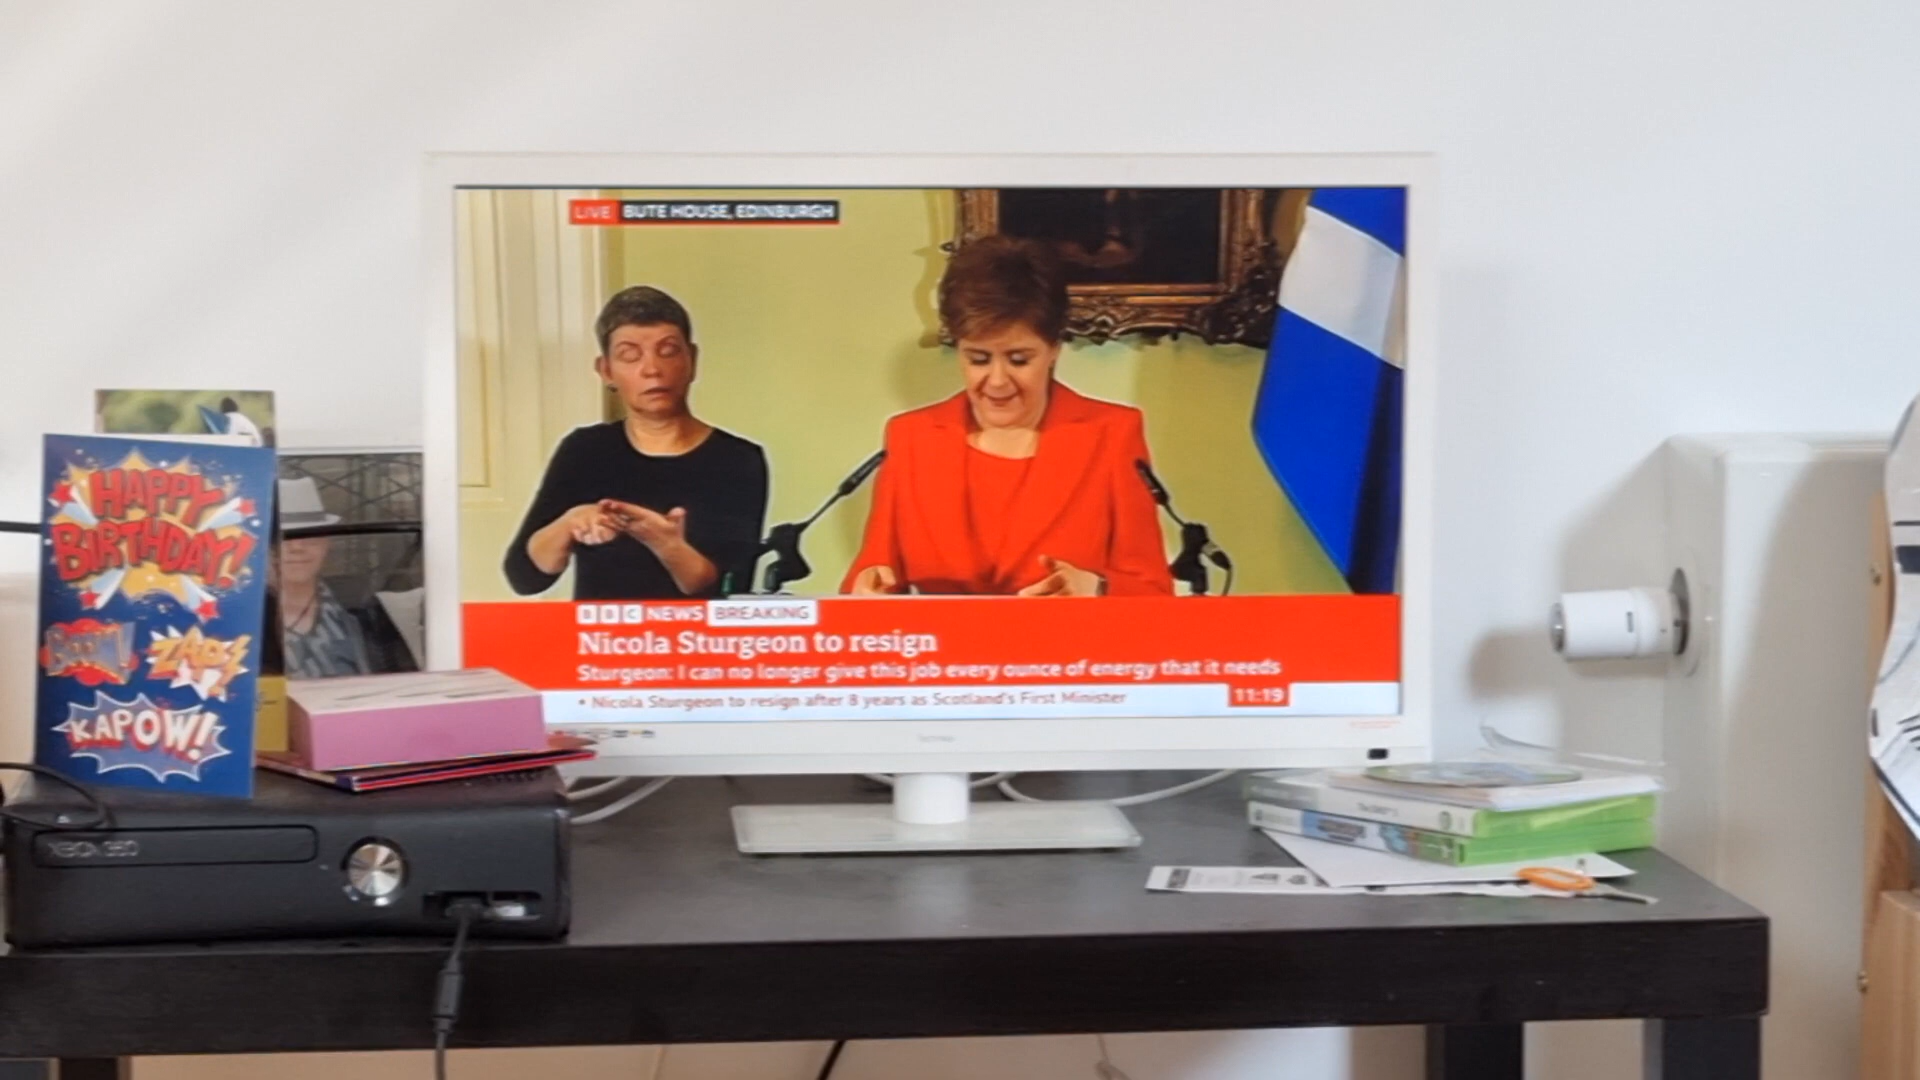 LIVE BUTE HOUSE, EDINBURGH
BBC NEWS BREAKING
Nicola Sturgeon to resign
Sturgeon: I can no longer give this job every ounce of energy that it needs
• Nicola Sturgeon to resign after 8 years as Scotland's First Minister 11:19
HAPPY
BIRTHDAY!
BOOM!
ZAP!
KAPOW!
XBOX 360